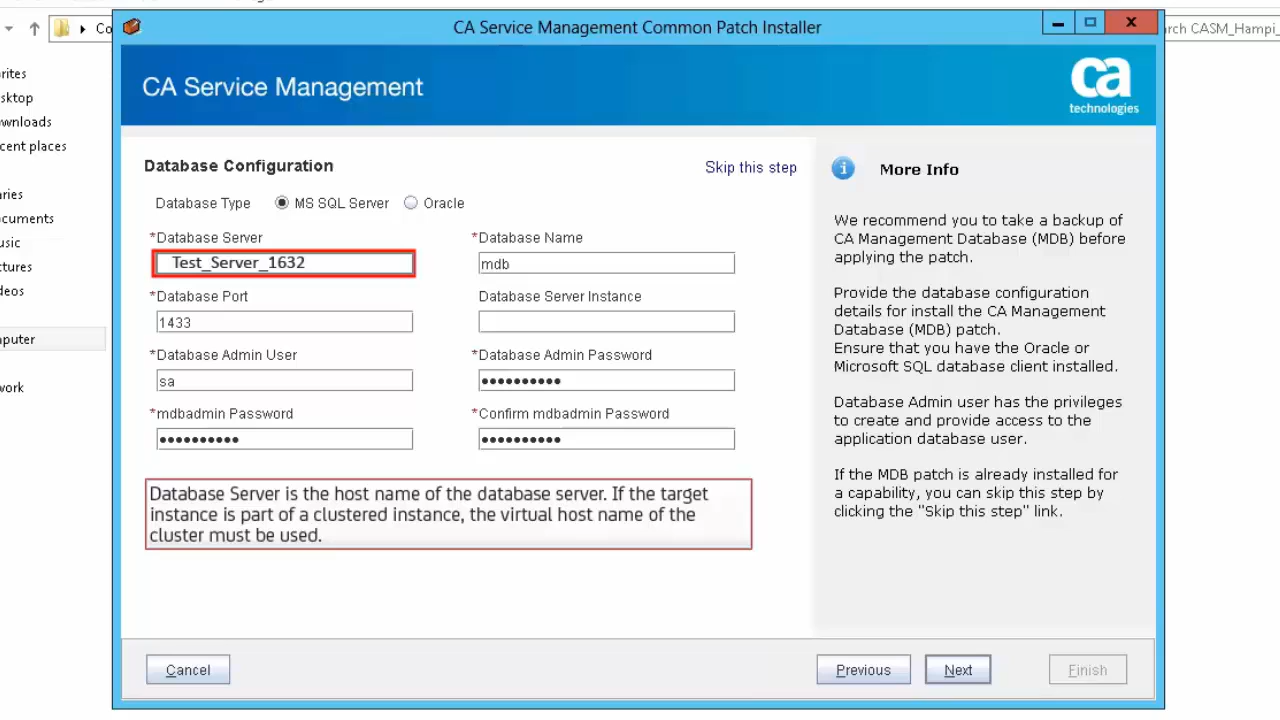 Co
CA Service Management Common Patch Installer
arch CASM_Hampi_
CA Service Management
ca
technologies
rites
sktop
wnloads
cent places
ries
cuments
usic
ctures
deos
puter
work
Database Configuration
Skip this step
Database Type MS SQL Server Oracle
*Database Server *Database Name
Test_Server_1632 mdb
*Database Port Database Server Instance
1433
*Database Admin User *Database Admin Password
sa ••••••••••
*mdbadmin Password *Confirm mdbadmin Password
•••••••••• ••••••••••
Database Server is the host name of the database server. If the target
instance is part of a clustered instance, the virtual host name of the
cluster must be used.
More Info
We recommend you to take a backup of
CA Management Database (MDB) before
applying the patch.
Provide the database configuration
details for install the CA Management
Database (MDB) patch.
Ensure that you have the Oracle or
Microsoft SQL database client installed.
Database Admin user has the privileges
to create and provide access to the
application database user.
If the MDB patch is already installed for
a capability, you can skip this step by
clicking the "Skip this step" link.
Cancel Previous Next Finish